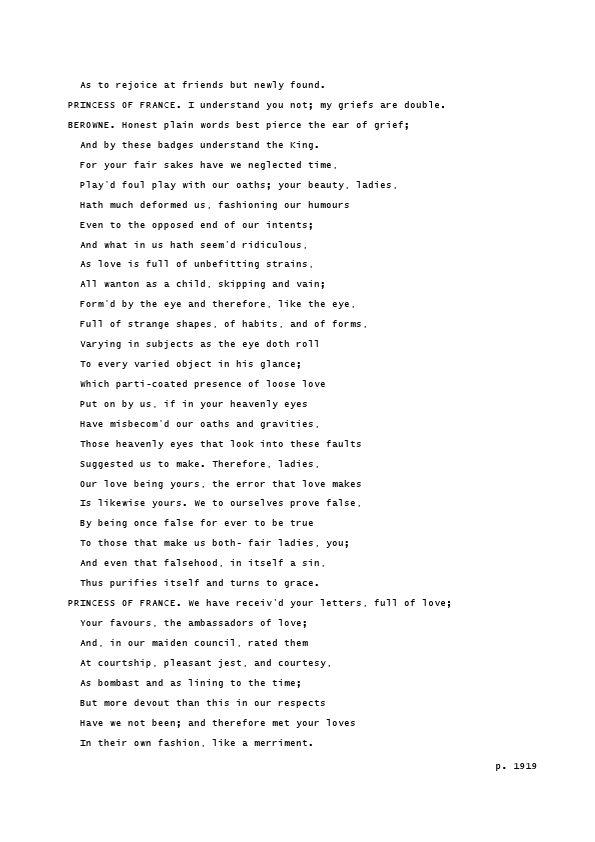 As to rejoice at friends but newly found.
PRINCESS OF FRANCE. I understand you not; my griefs are double.
BEROWNE. Honest plain words best pierce the ear of grief;
And by these badges understand the King.
For your fair sakes have we neglected time,
Play'd foul play with our oaths; your beauty, ladies,
Hath much deformed us, fashioning our humours
Even to the opposed end of our intents;
And what in us hath seem'd ridiculous,
As love is full of unbefitting strains,
All wanton as a child, skipping and vain;
Form'd by the eye and therefore, like the eye,
Full of strange shapes, of habits, and of forms,
Varying in subjects as the eye doth roll
To every varied object in his glance;
Which parti-coated presence of loose love
Put on by us, if in your heavenly eyes
Have misbecom'd our oaths and gravities,
Those heavenly eyes that look into these faults
Suggested us to make. Therefore, ladies,
Our love being yours, the error that love makes
Is likewise yours. We to ourselves prove false,
By being once false for ever to be true
To those that make us both- fair ladies, you;
And even that falsehood, in itself a sin,
Thus purifies itself and turns to grace.
PRINCESS OF FRANCE. We have receiv'd your letters, full of love;
Your favours, the ambassadors of love;
And, in our maiden council, rated them
At courtship, pleasant jest, and courtesy,
As bombast and as lining to the time;
But more devout than this in our respects
Have we not been; and therefore met your loves
In their own fashion, like a merriment.
p. 1919